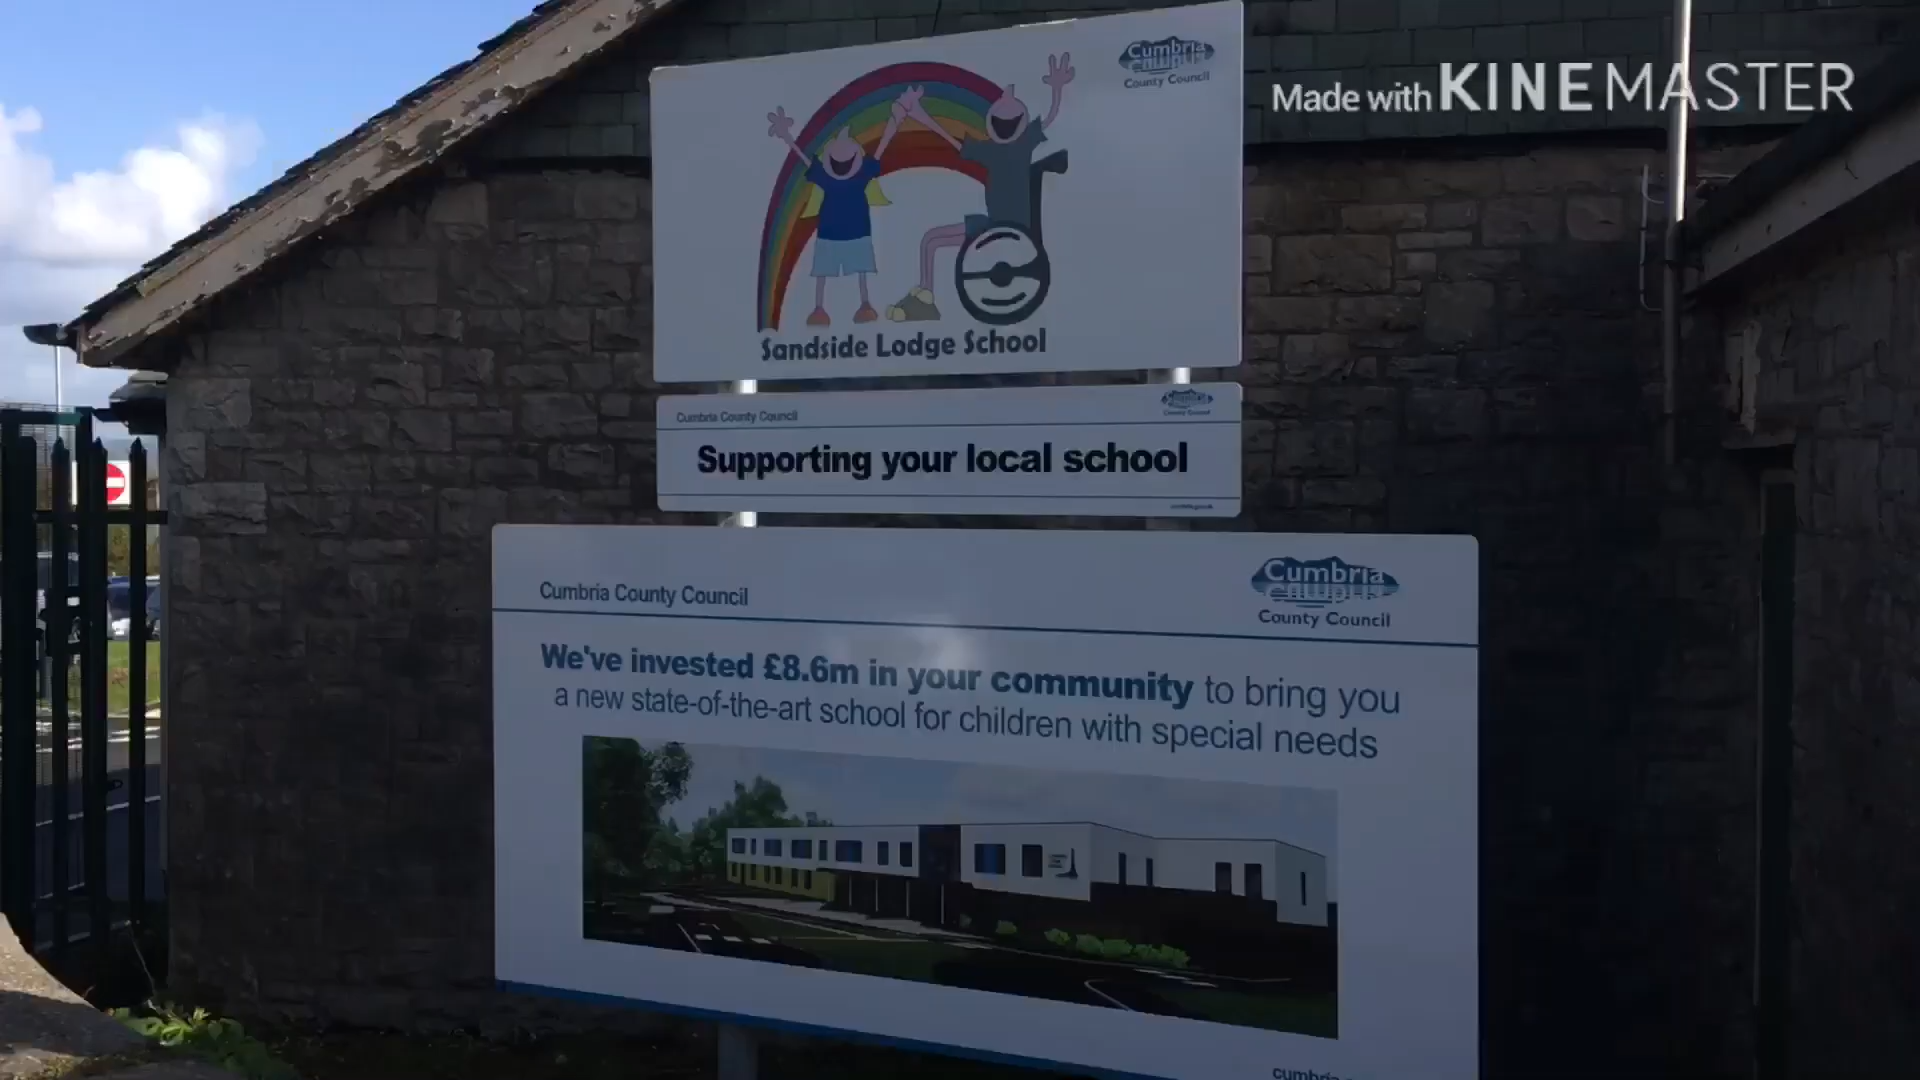 Cumbria
County Council
Made with KINEMASTER
Sandside Lodge School
Cumbria County Council
County Council
Supporting your local school
Cumbria County Council
Cumbria
County Council
We've invested £8.6m in your community to bring you
a new state-of-the-art school for children with special needs